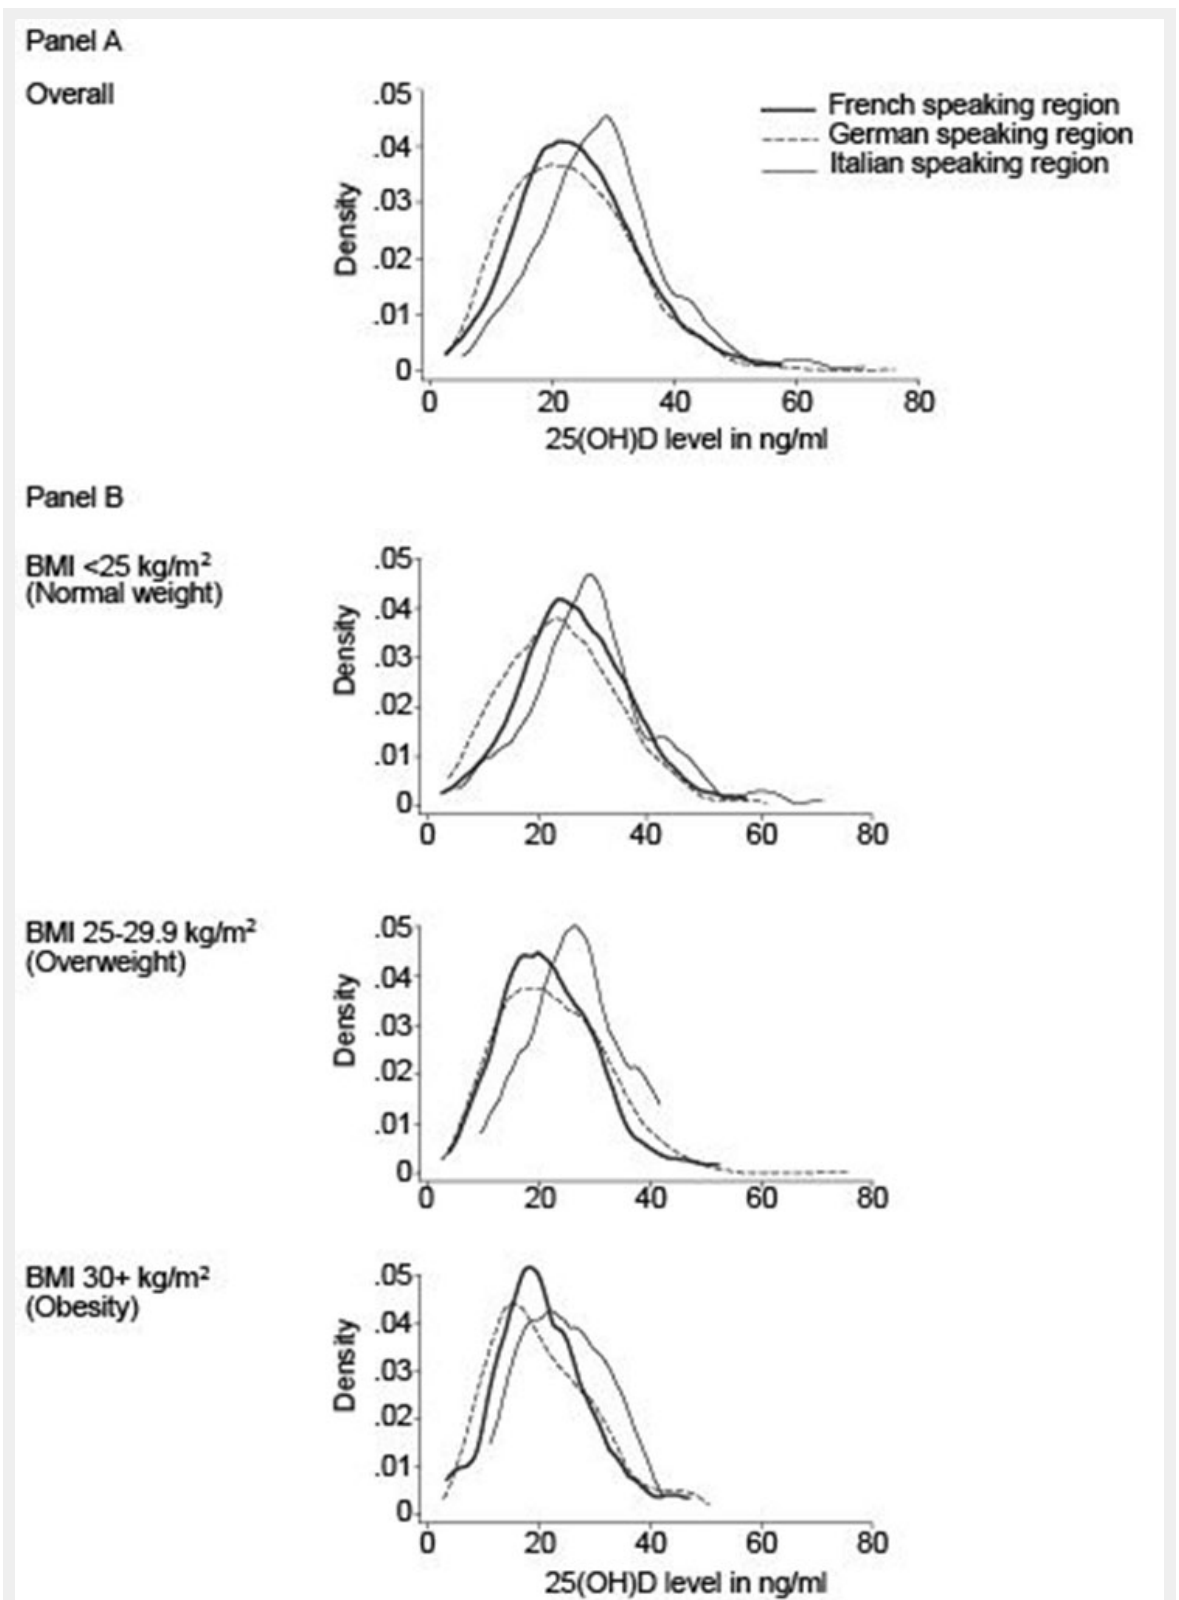 Panel A
Overall
French speaking region
German speaking region
Italian speaking region
Density
.05
.04
.03
.02
.01
0
0 20 40 60 80
25(OH)D level in ng/ml
Panel B
BMI <25 kg/m²
(Normal weight)
Density
.05
.04
.03
.02
.01
0
0 20 40 60 80
BMI 25-29.9 kg/m²
(Overweight)
Density
.05
.04
.03
.02
.01
0
0 20 40 60 80
BMI 30+ kg/m²
(Obesity)
Density
.05
.04
.03
.02
.01
0
0 20 40 60 80
25(OH)D level in ng/ml